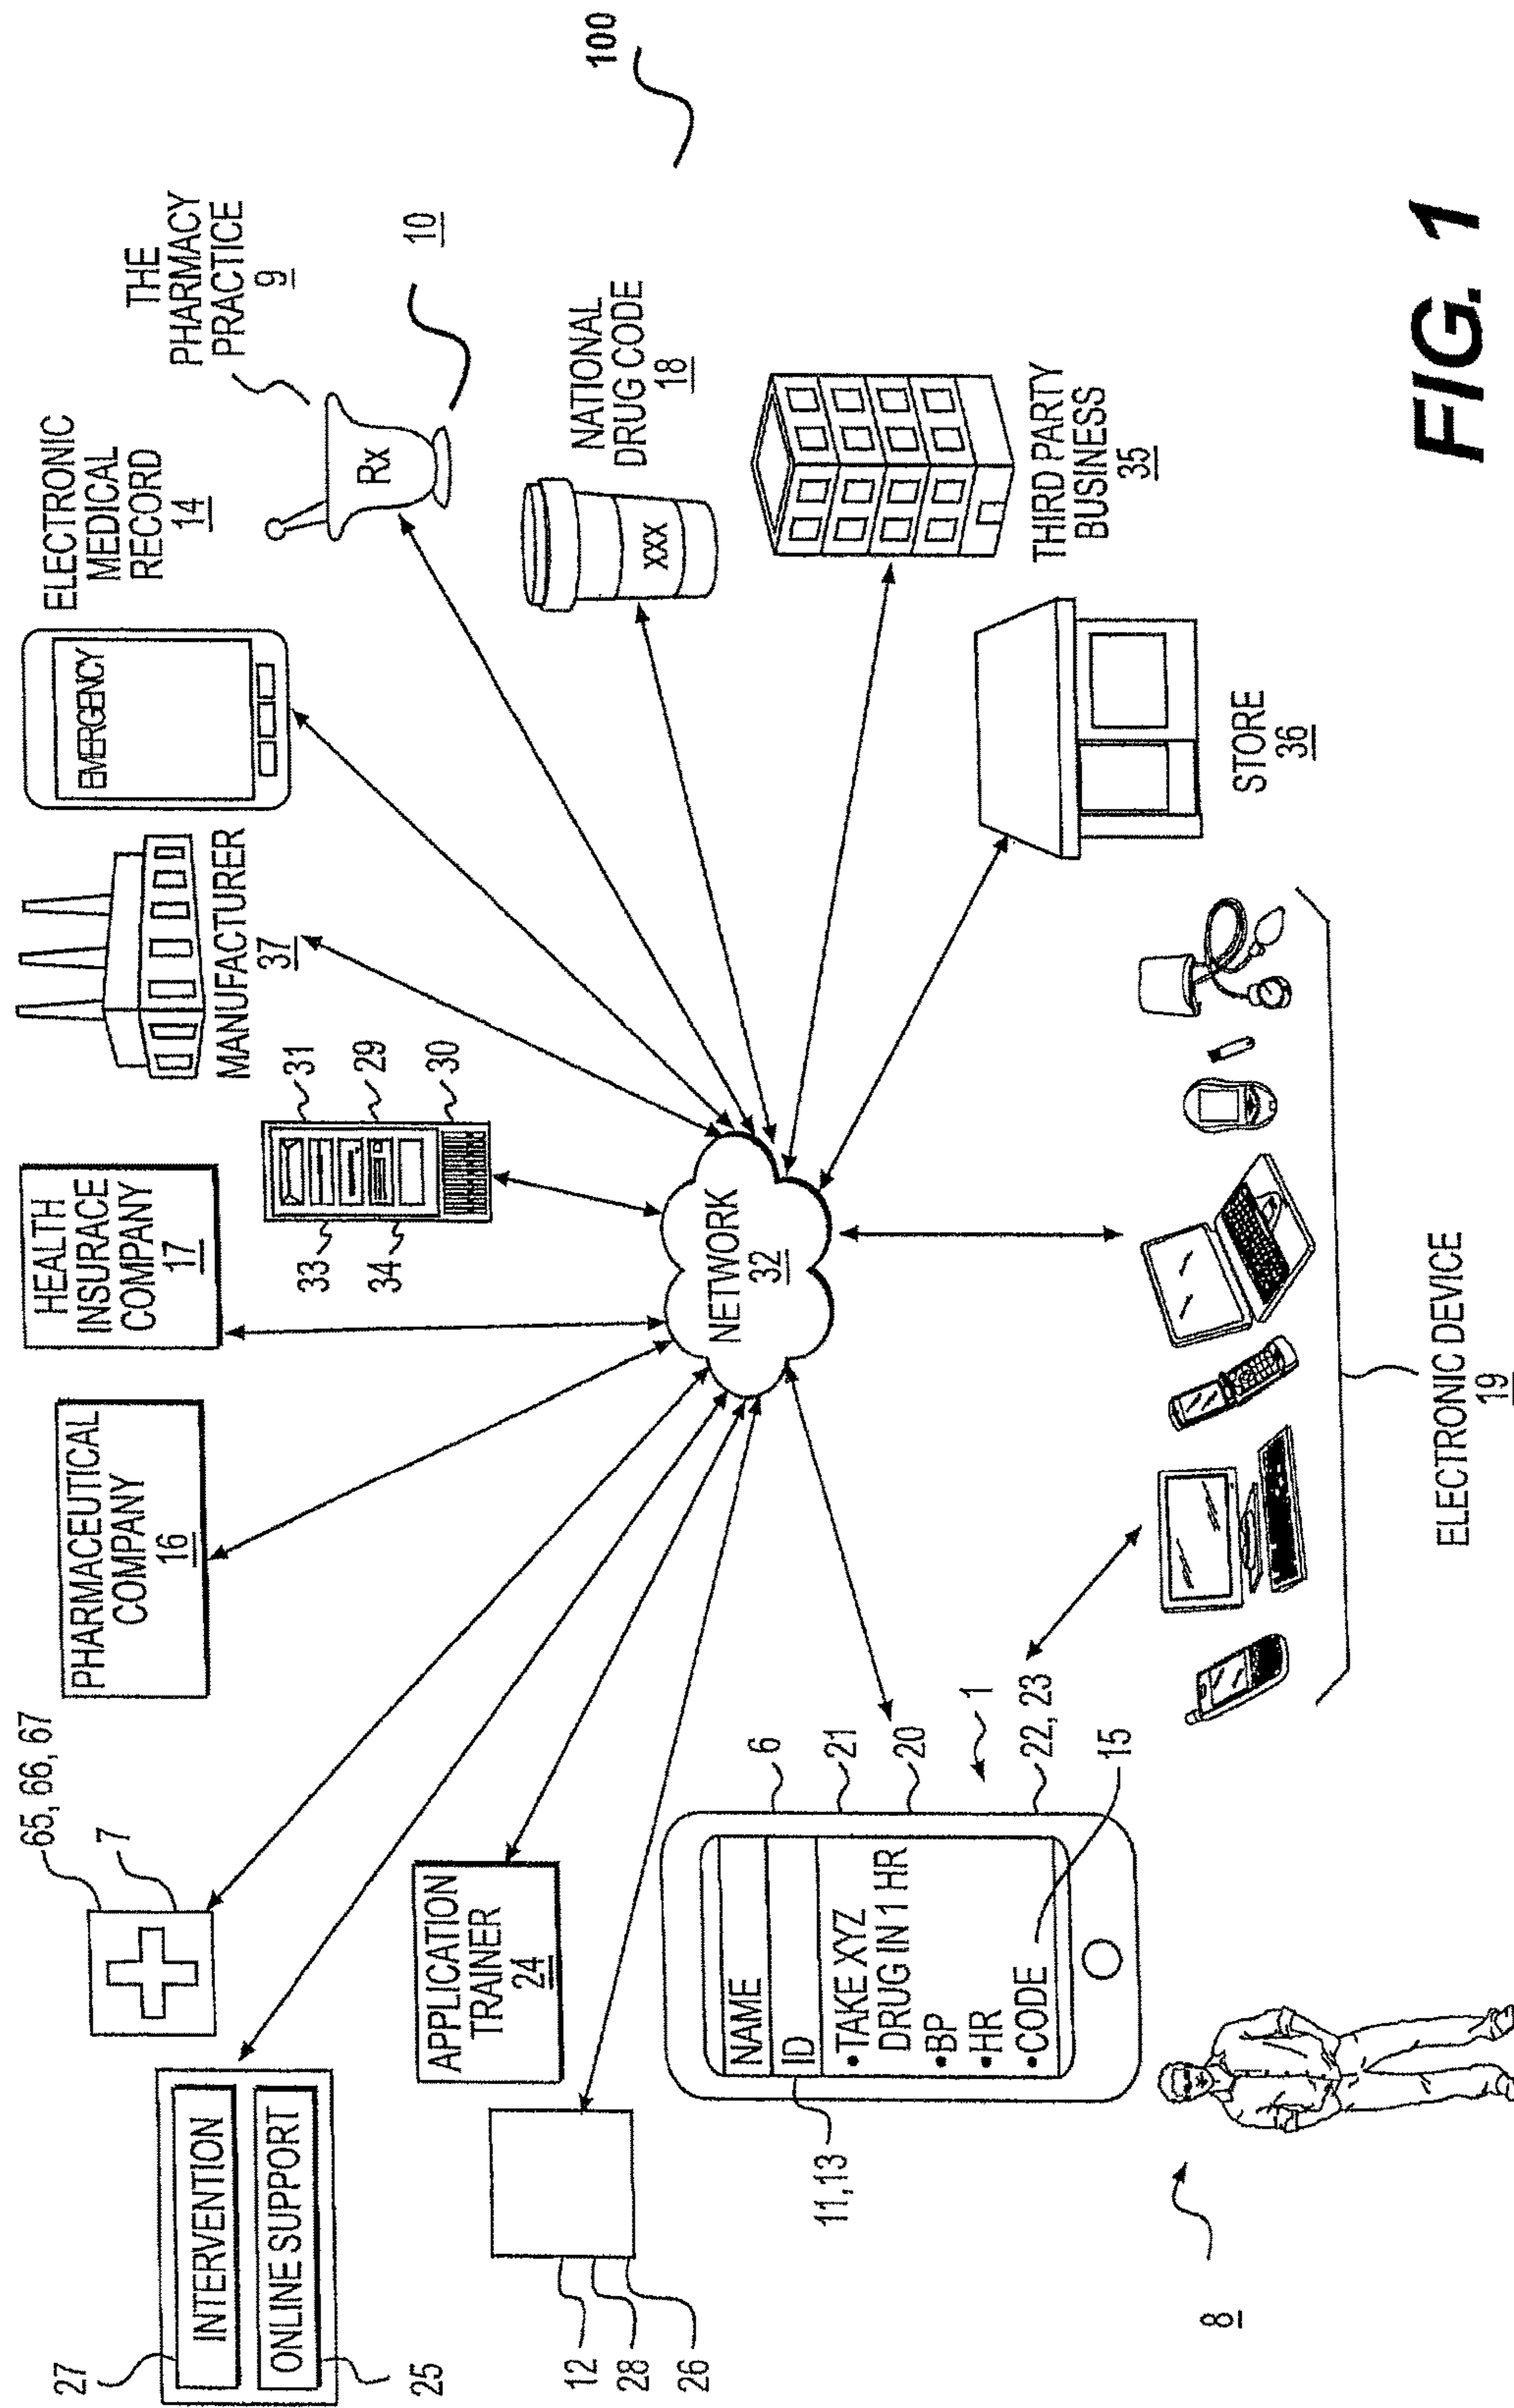 100
27
INTERVENTION
ONLINE SUPPORT
25
65, 66, 67
7
PHARMACEUTICAL
COMPANY
16
HEALTH
INSURACE
COMPANY
17
MANUFACTURER
37
EMERGENCY
ELECTRONIC
MEDICAL
RECORD
14
THE
PHARMACY
PRACTICE
9
Rx
10
33
34
31
29
30
12
28
26
APPLICATION
TRAINER
24
NETWORK
32
XXX
NATIONAL
DRUG CODE
18
THIRD PARTY
BUSINESS
35
STORE
36
11,13
NAME
ID
• TAKE XYZ
DRUG IN 1 HR
• BP
• HR
• CODE
6
21
20
1
22, 23
15
8
ELECTRONIC DEVICE
19
FIG. 1